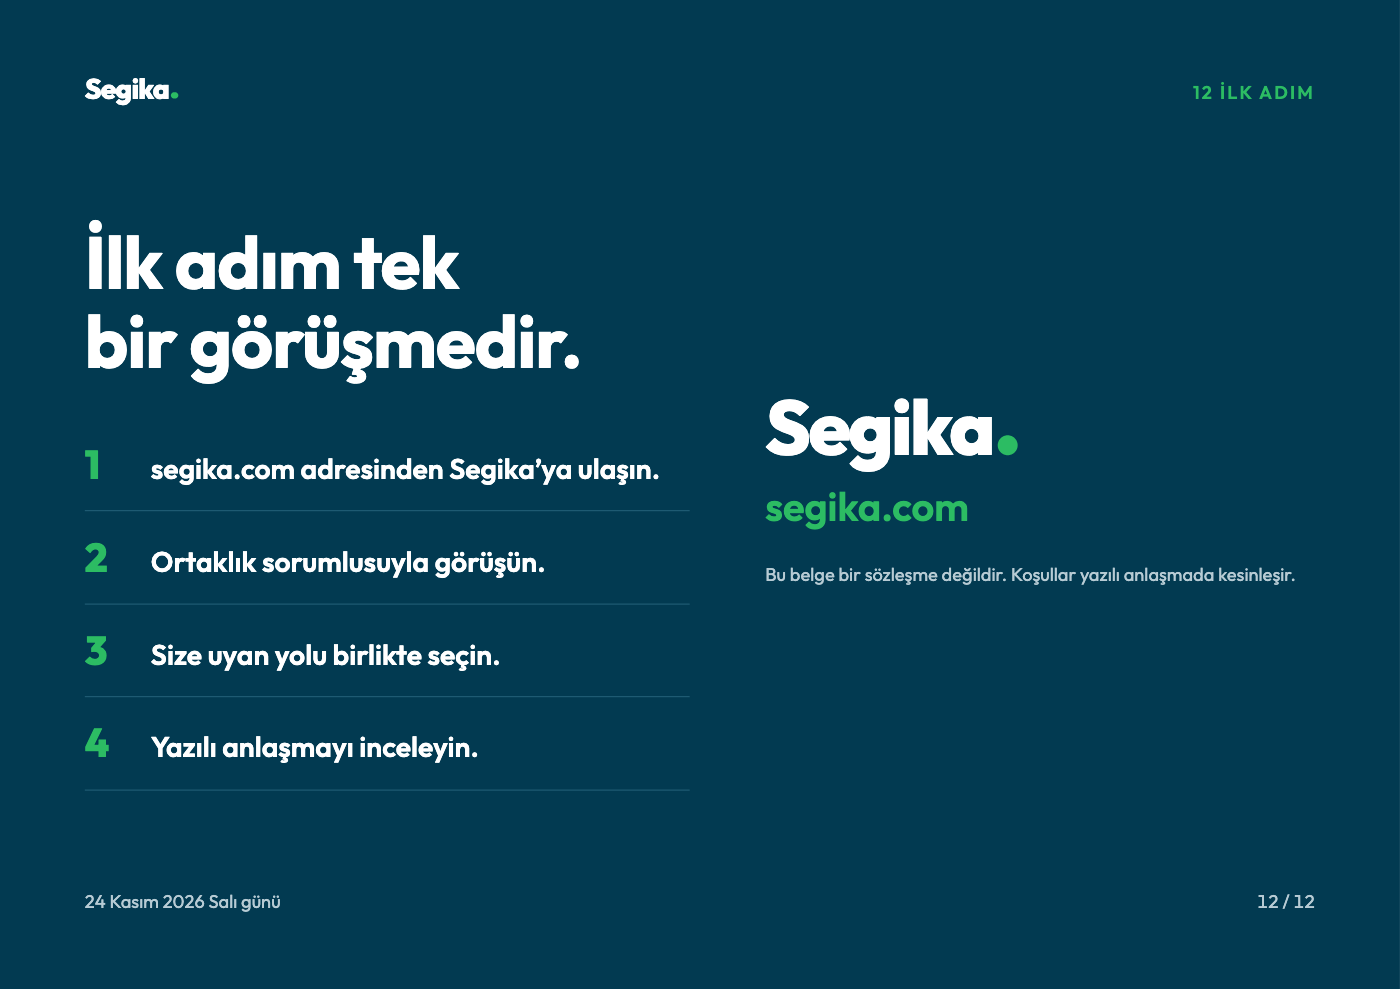 Segika.
12 İLK ADIM
İlk adım tek
bir görüşmedir.
1 segika.com adresinden Segika’ya ulaşın.
2 Ortaklık sorumlusuyla görüşün.
3 Size uyan yolu birlikte seçin.
4 Yazılı anlaşmayı inceleyin.
Segika.
segika.com
Bu belge bir sözleşme değildir. Koşullar yazılı anlaşmada kesinleşir.
24 Kasım 2026 Salı günü
12 / 12